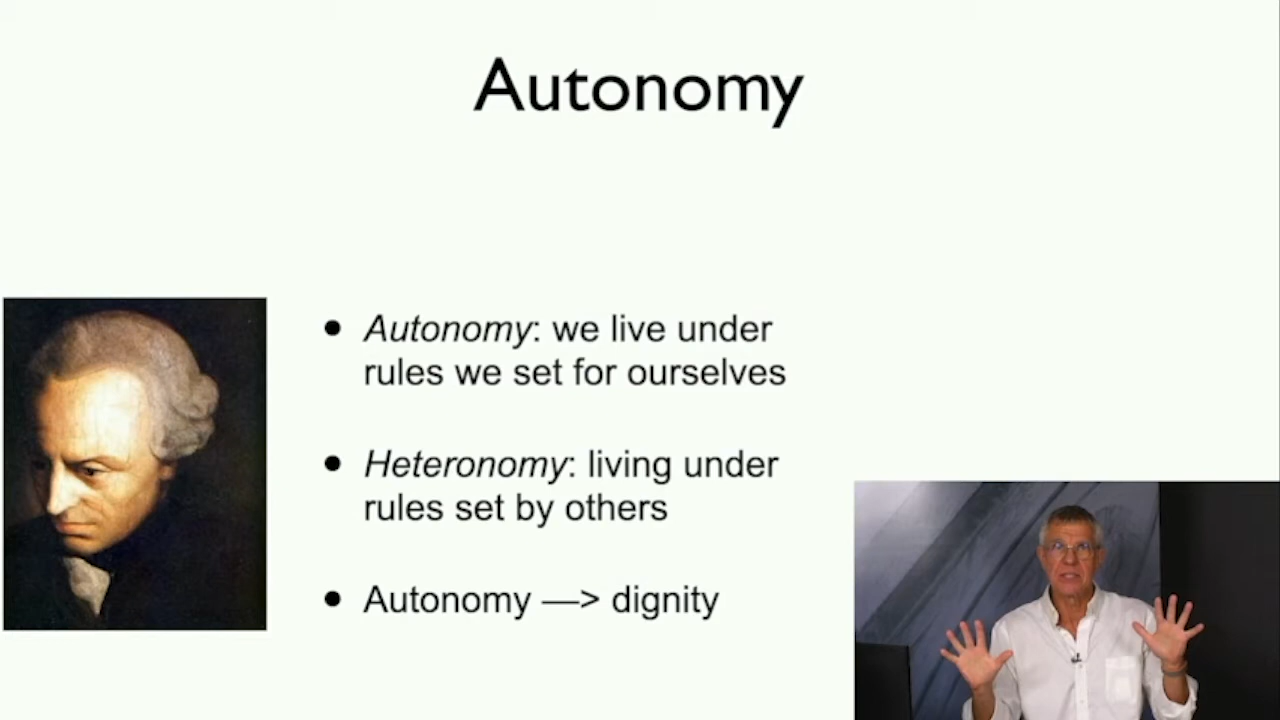 Autonomy
• Autonomy: we live under
rules we set for ourselves
• Heteronomy: living under
rules set by others
• Autonomy —> dignity